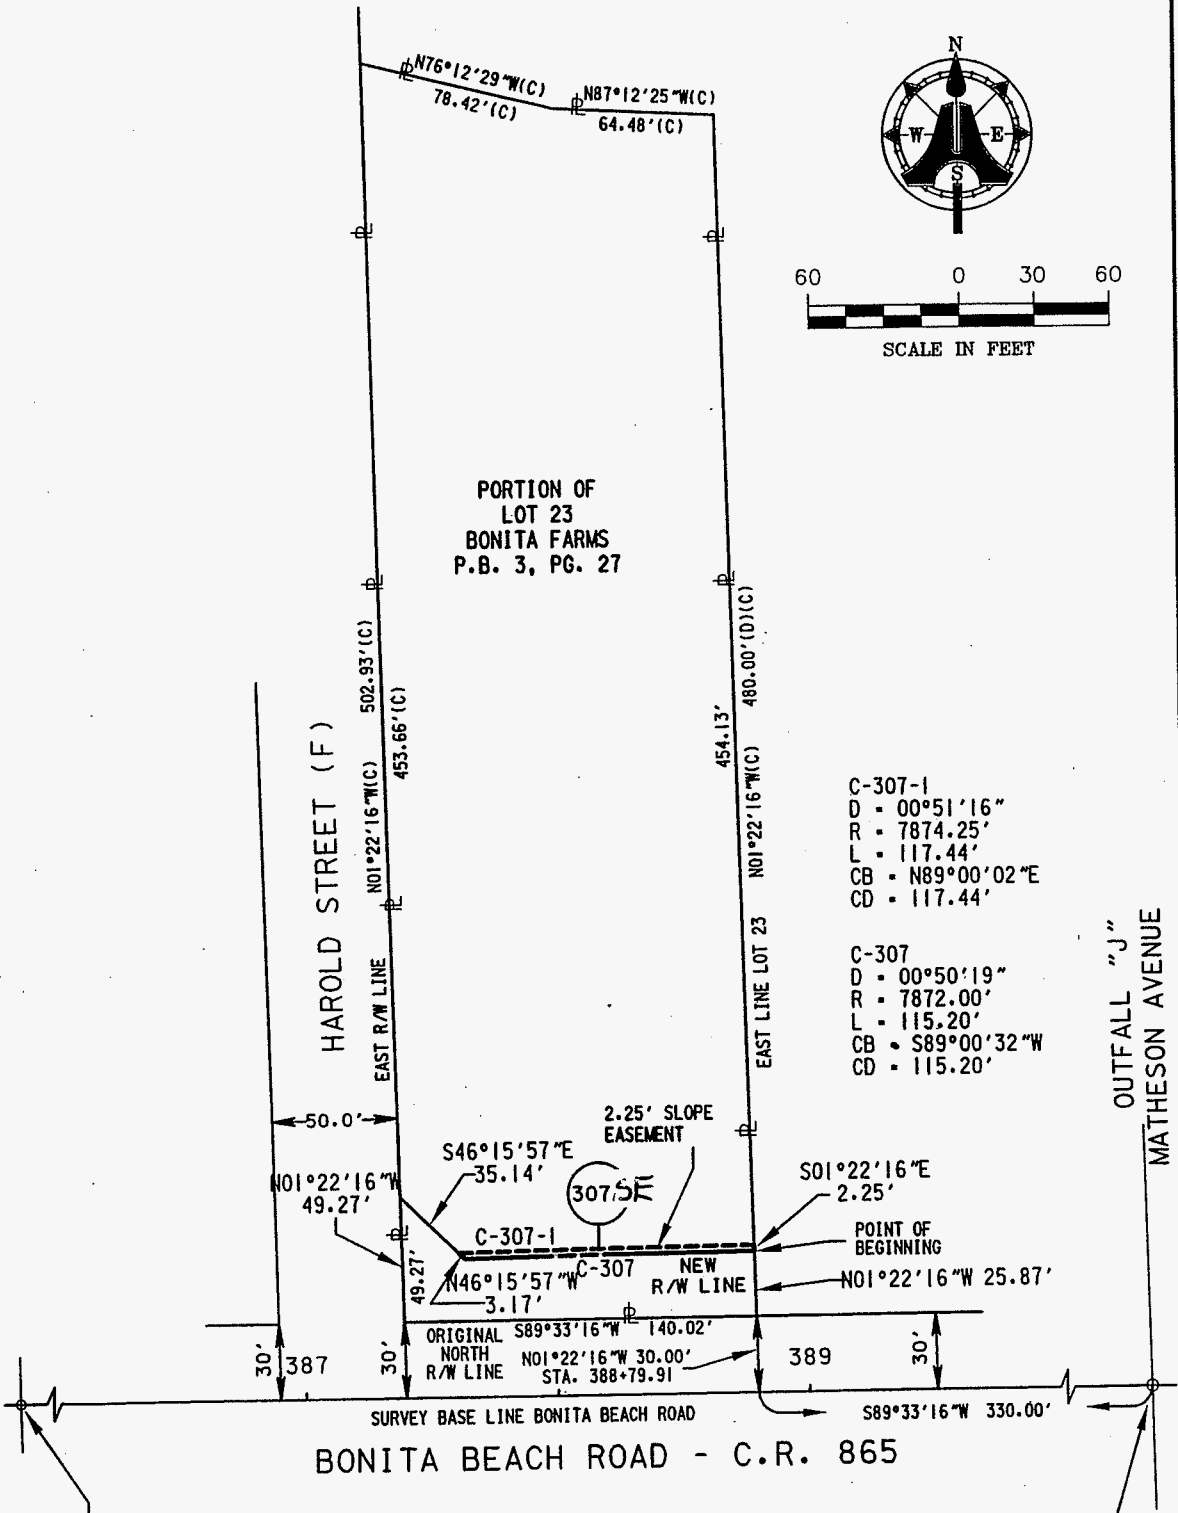 N
W E
S
N76°12'29"W(C)
78.42'(C)
N87°12'25"W(C)
64.48'(C)
60 0 30 60
SCALE IN FEET
PORTION OF
LOT 23
BONITA FARMS
P.B. 3, PG. 27
HAROLD STREET (F)
EAST R/W LINE N01°22'16"W(C) 502.93'(C)
453.66'(C)
454.13'
EAST LINE LOT 23 N01°22'16"W(C) 480.00'(D)(C)
C-307-1
D = 00°51'16"
R = 7874.25'
L = 117.44'
CB = N89°00'02"E
CD = 117.44'
C-307
D = 00°50'19"
R = 7872.00'
L = 115.20'
CB = S89°00'32"W
CD = 115.20'
OUTFALL "J"
MATHESON AVENUE
50.0'
2.25' SLOPE
EASEMENT
S46°15'57"E
35.14'
307.SE
S01°22'16"E
2.25'
N01°22'16"W
49.27'
C-307-1
POINT OF
BEGINNING
49.27'
N46°15'57"W
3.17'
C-307
NEW
R/W LINE
N01°22'16"W 25.87'
ORIGINAL
NORTH
R/W LINE
S89°33'16"W 140.02'
N01°22'16"W 30.00'
STA. 388+79.91
30'
387
30'
389
30'
SURVEY BASE LINE BONITA BEACH ROAD
S89°33'16"W 330.00'
BONITA BEACH ROAD - C.R. 865